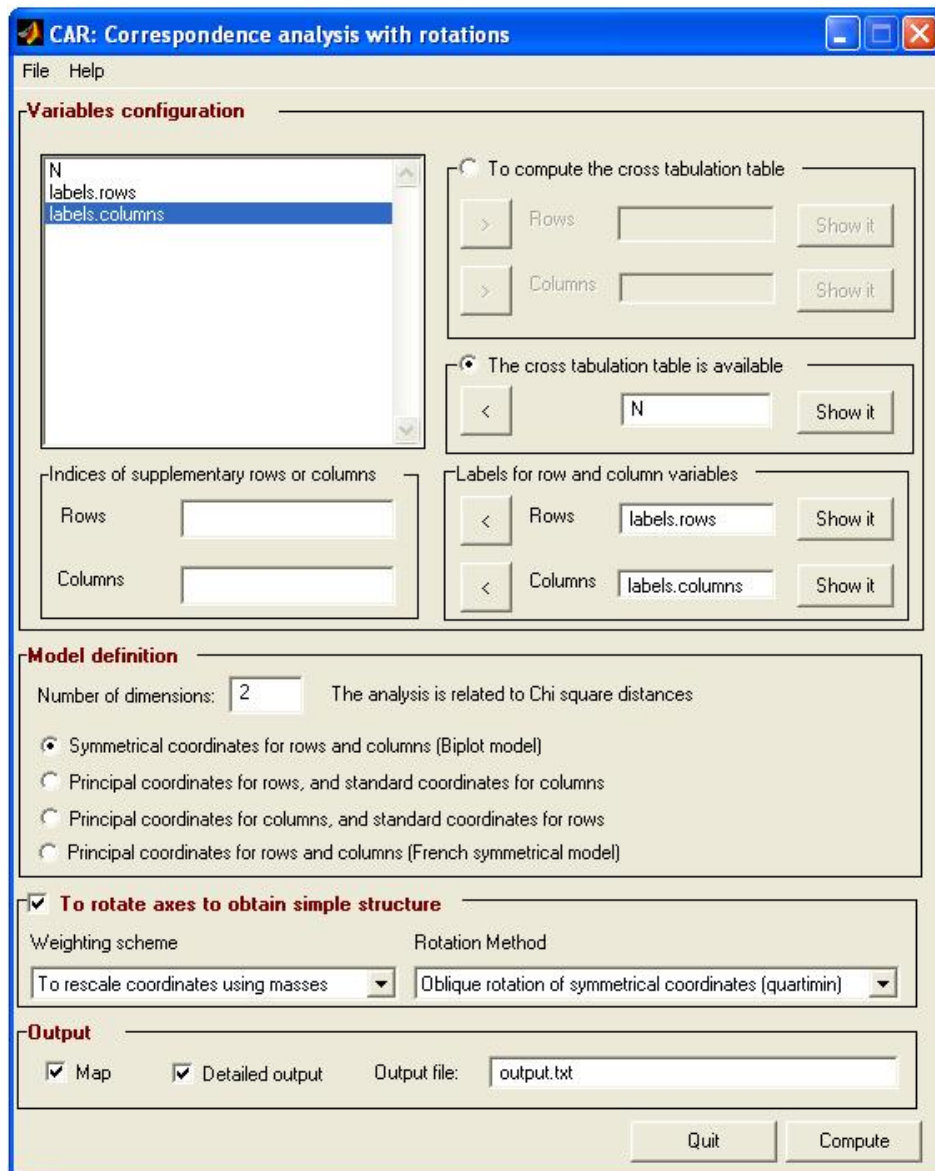 CAR: Correspondence analysis with rotations
File Help
Variables configuration
N
labels.rows
labels.columns
To compute the cross tabulation table
> Rows Show it
> Columns Show it
The cross tabulation table is available
< N Show it
Indices of supplementary rows or columns
Rows
Columns
Labels for row and column variables
< Rows labels.rows Show it
< Columns labels.columns Show it
Model definition
Number of dimensions: 2 The analysis is related to Chi square distances
Symmetrical coordinates for rows and columns (Biplot model)
Principal coordinates for rows, and standard coordinates for columns
Principal coordinates for columns, and standard coordinates for rows
Principal coordinates for rows and columns (French symmetrical model)
To rotate axes to obtain simple structure
Weighting scheme Rotation Method
To rescale coordinates using masses Oblique rotation of symmetrical coordinates (quartimin)
Output
Map Detailed output Output file: output.txt
Quit Compute